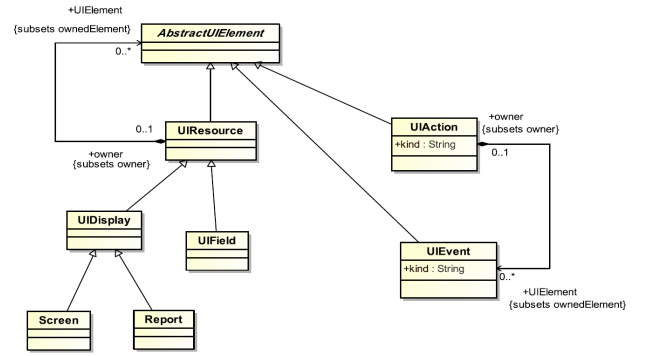 +UIElement
{subsets ownedElement}
0..*
AbstractUIElement
0..1
UIResource
+owner
{subsets owner}
UIAction
+kind : String
+owner
{subsets owner}
0..1
UIDisplay
UIField
UIEvent
+kind : String
0..*
+UIElement
{subsets ownedElement}
Screen
Report